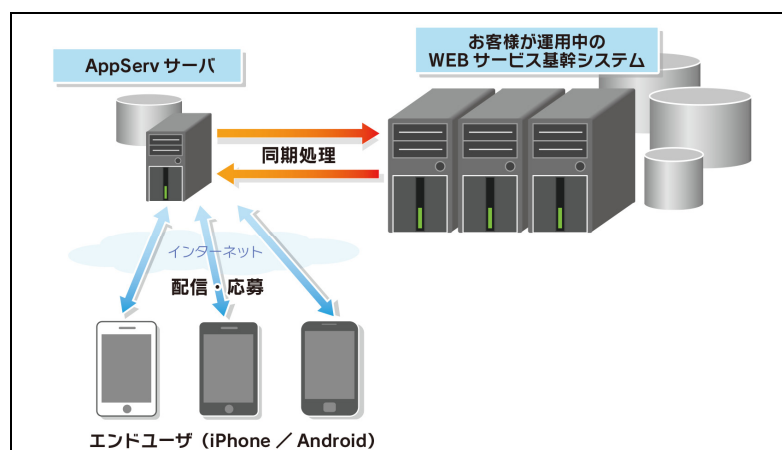 AppServ サーバ
お客様が運用中の
WEB サービス基幹システム
同期処理
インターネット
配信・応募
エンドユーザ（iPhone ／ Android）